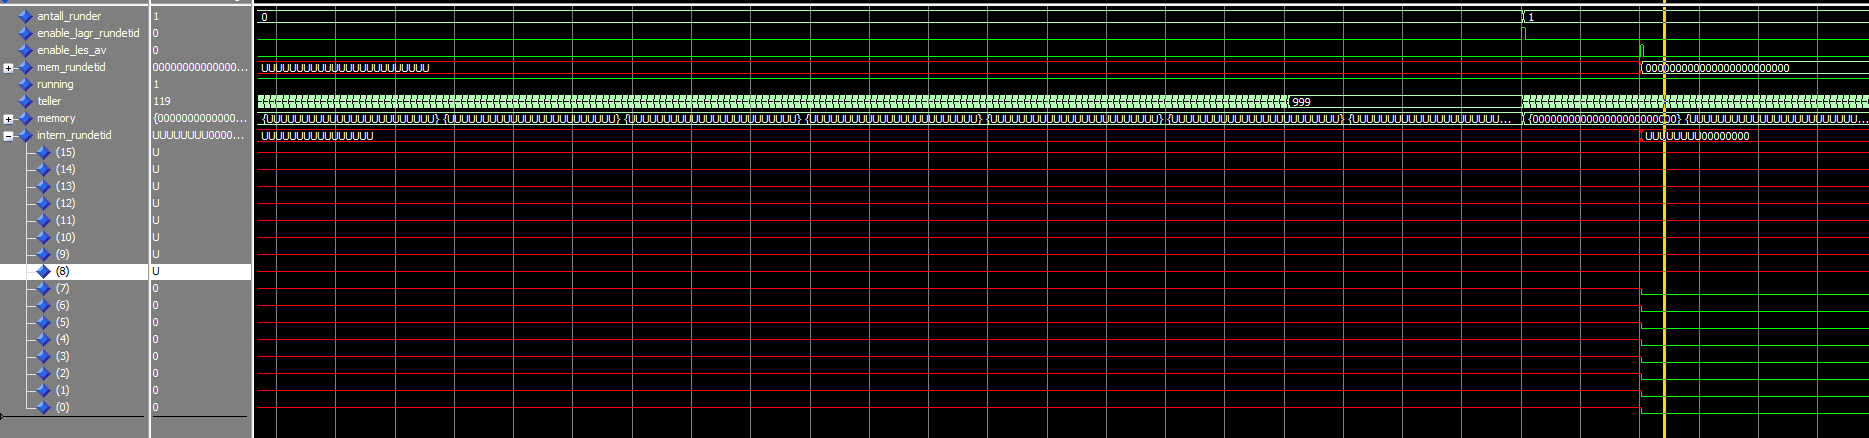 antall_runder 1 0 1
enable_lagr_rundetid 0
enable_les_av 0
mem_rundetid 00000000000000... UUUUUUUUUUUUUUUUUUUUUUUU 000000000000000000000000
running 1
teller 119 999
memory {0000000000000... {UUUUUUUUUUUUUUUUUUUUUUUU} {UUUUUUUUUUUUUUUUUUUUUUUU} {UUUUUUUUUUUUUUUUUUUUUUUU} {UUUUUUUUUUUUUUUUUUUUUUUU} {UUUUUUUUUUUUUUUUUUUUUUUU} {UUUUUUUUUUUUUUUUUUUUUUUU} {UUUUUUUUUUUUUUUUUUUUU... {000000000000000000000000} {UUUUUUUUUUUUUUUUUUUUUUUU...
intern_rundetid UUUUUUUU0000... UUUUUUUUUUUUUUUU UUUUUUUU00000000
(15) U
(14) U
(13) U
(12) U
(11) U
(10) U
(9) U
(8) U
(7) 0
(6) 0
(5) 0
(4) 0
(3) 0
(2) 0
(1) 0
(0) 0